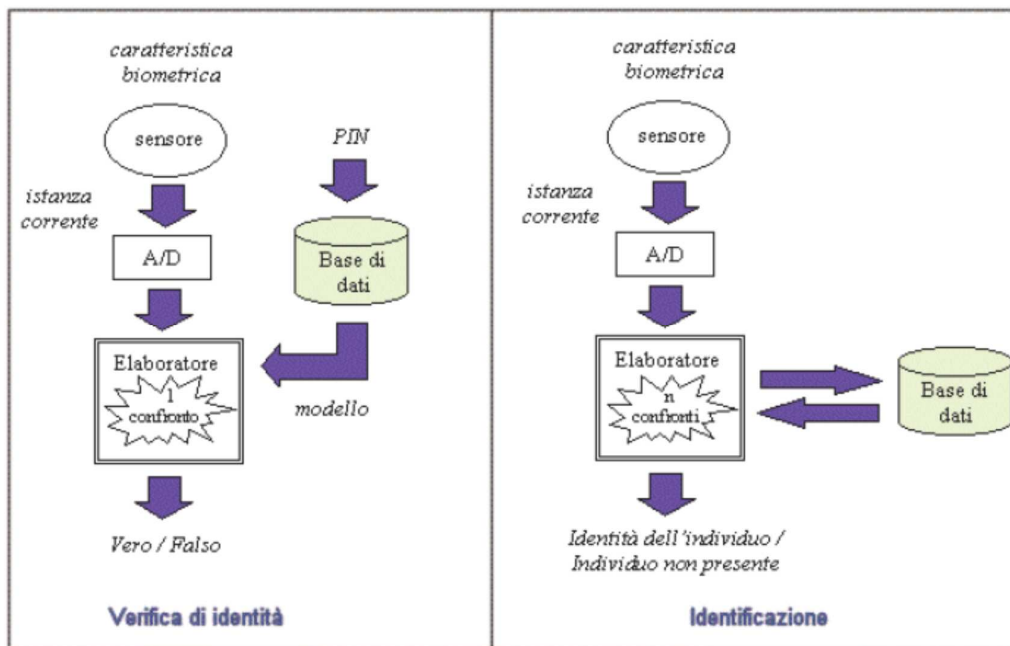 caratteristica
biometrica
sensore
PIN
istanza
corrente
A/D
Base di
dati
Elaboratore
1
confronto
modello
Vero / Falso
Verifica di identità
caratteristica
biometrica
sensore
istanza
corrente
A/D
Elaboratore
n
confronti
Base di
dati
Identità dell'individuo /
Individuo non presente
Identificazione